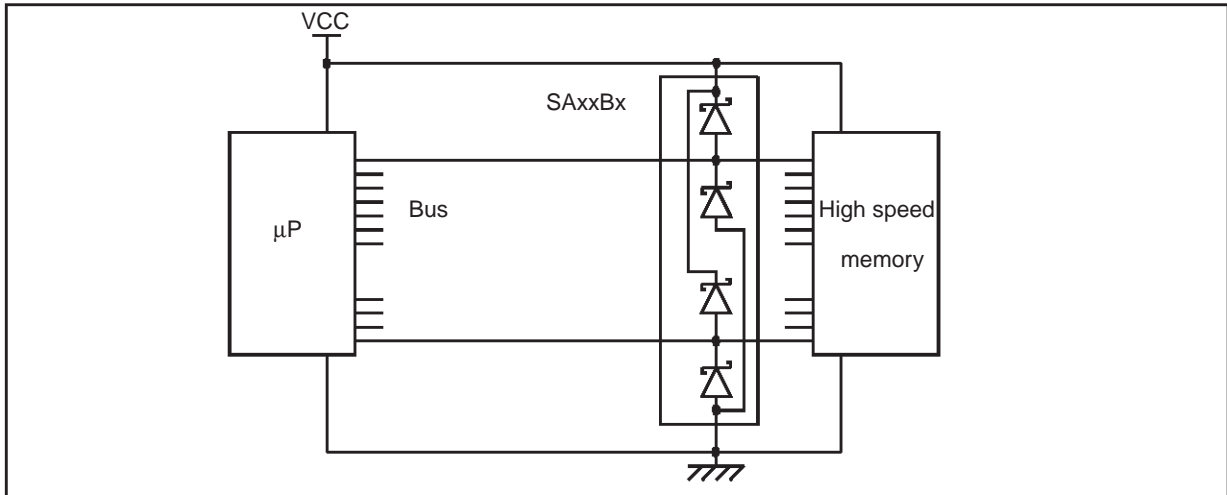 VCC
SAxxBx
μP
Bus
High speed
memory